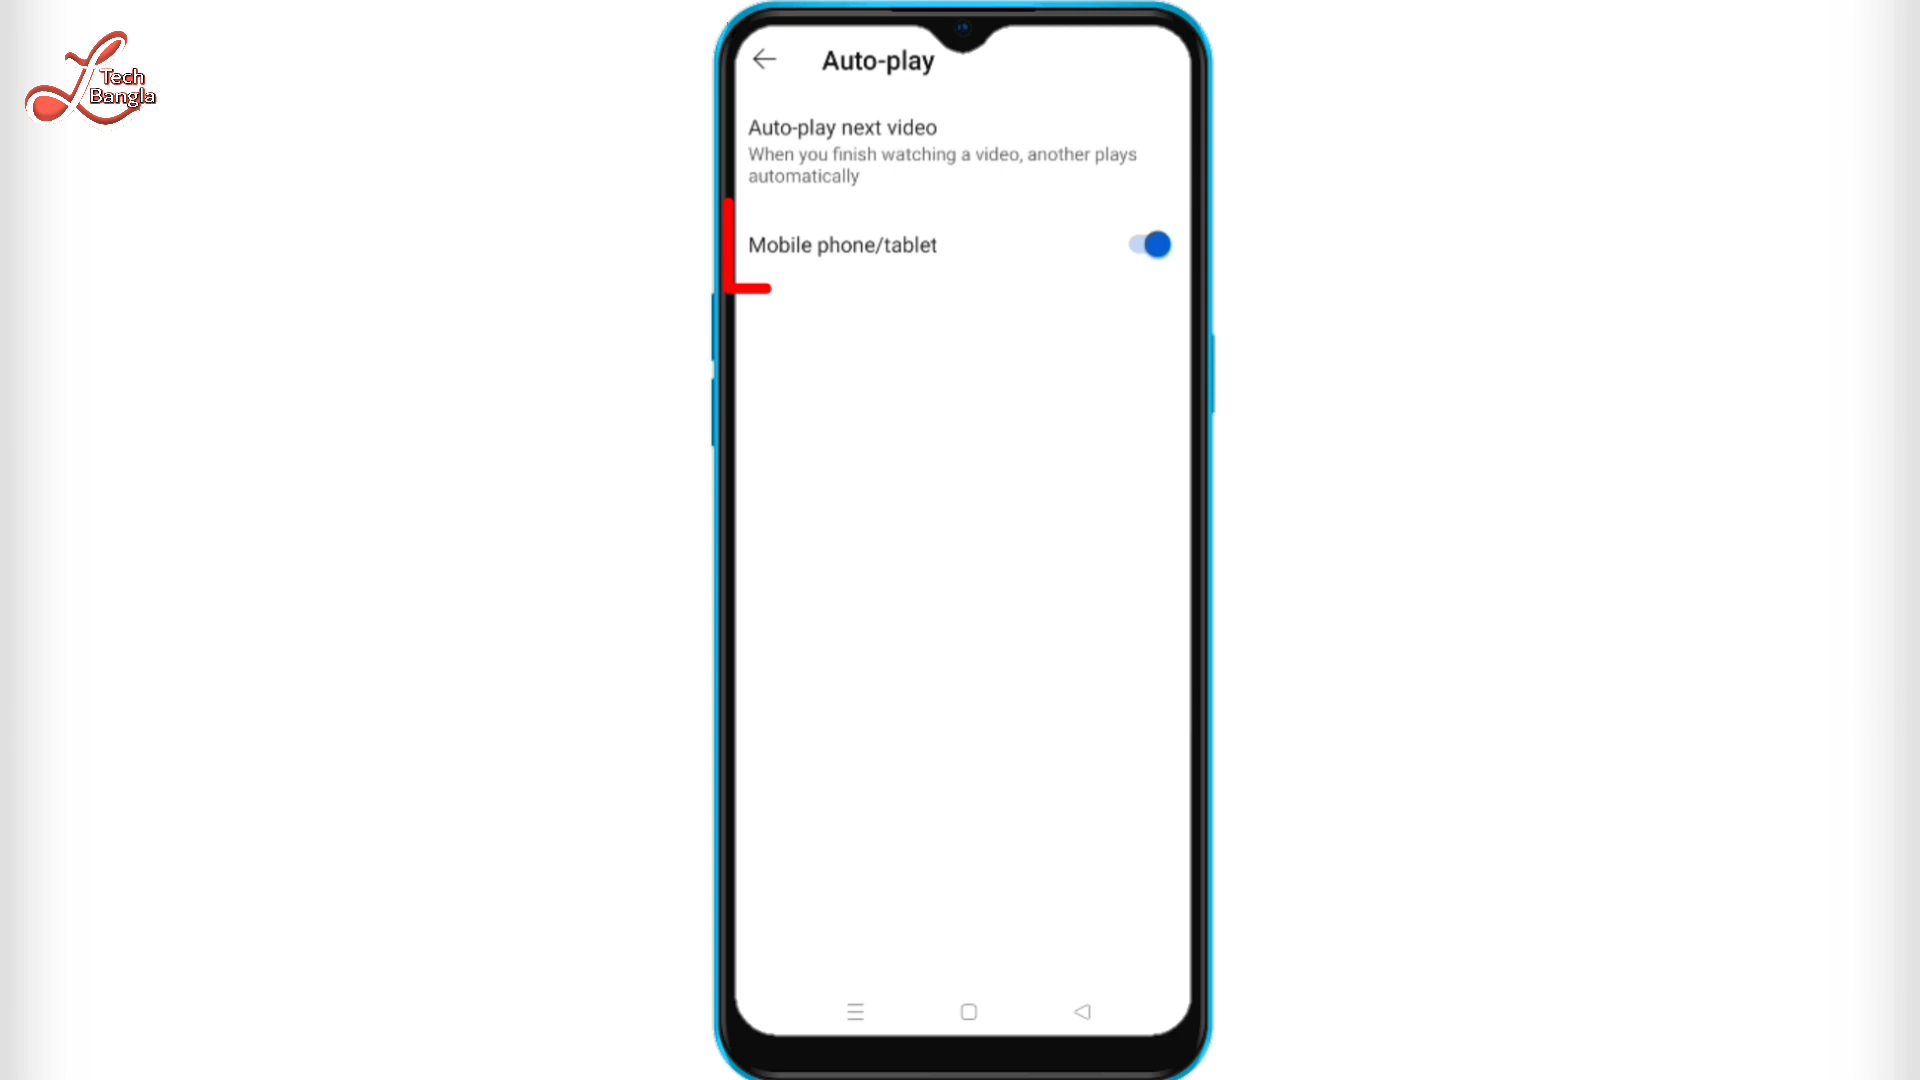 Tech
Bangla
Auto-play
Auto-play next video
When you finish watching a video, another plays
automatically
Mobile phone/tablet